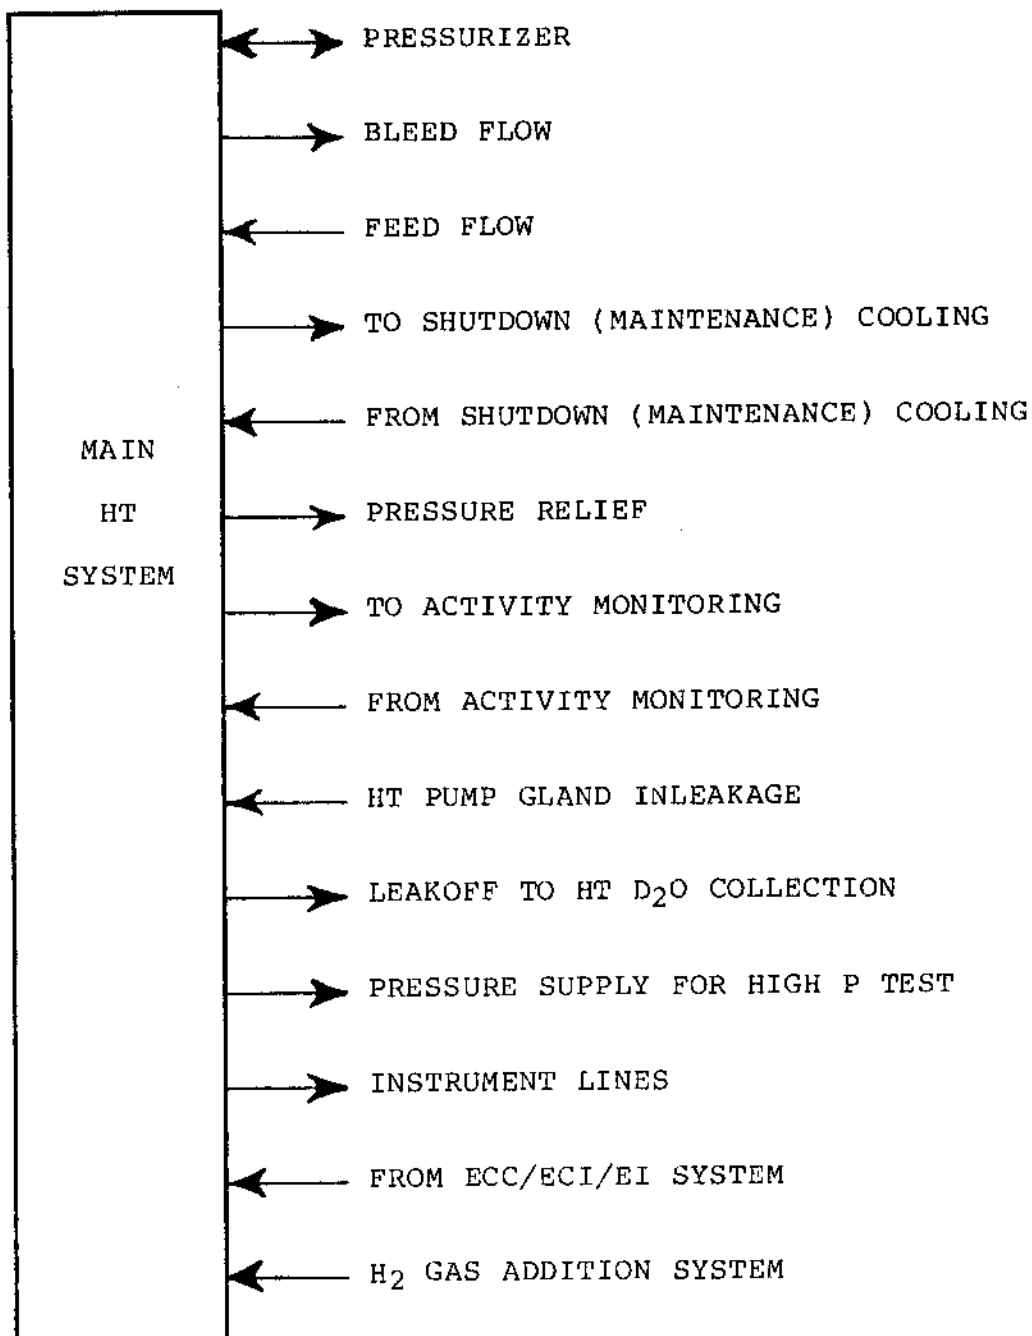 PRESSURIZER
BLEED FLOW
FEED FLOW
TO SHUTDOWN (MAINTENANCE) COOLING
FROM SHUTDOWN (MAINTENANCE) COOLING
MAIN
HT
SYSTEM
PRESSURE RELIEF
TO ACTIVITY MONITORING
FROM ACTIVITY MONITORING
HT PUMP GLAND INLEAKAGE
LEAKOFF TO HT D₂O COLLECTION
PRESSURE SUPPLY FOR HIGH P TEST
INSTRUMENT LINES
FROM ECC/ECI/EI SYSTEM
H₂ GAS ADDITION SYSTEM